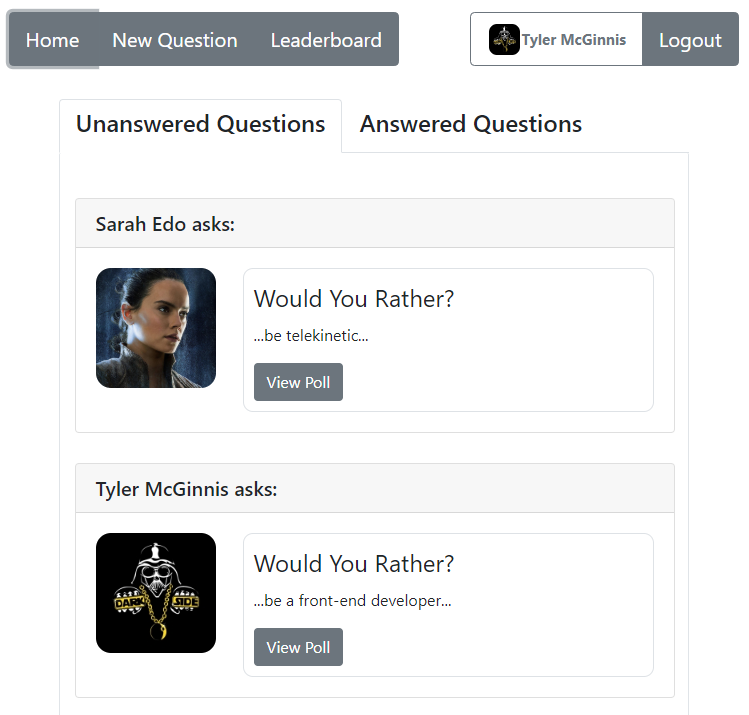 Home New Question Leaderboard Tyler McGinnis Logout
Unanswered Questions Answered Questions
Sarah Edo asks:
Would You Rather?
...be telekinetic...
View Poll
Tyler McGinnis asks:
DARK SIDE
Would You Rather?
...be a front-end developer...
View Poll